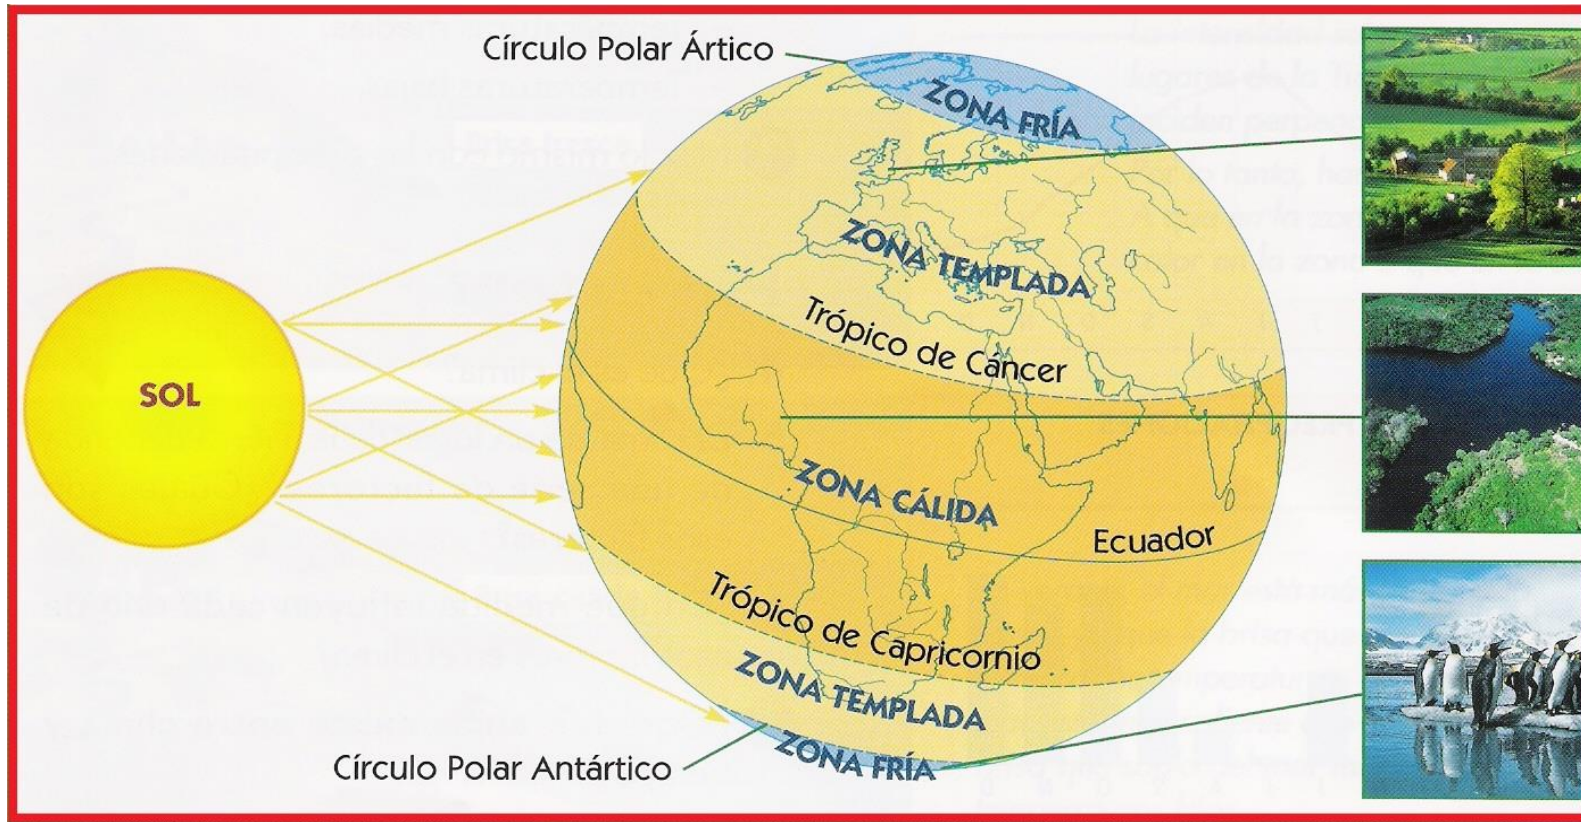 Círculo Polar Ártico
ZONA FRÍA
ZONA TEMPLADA
Trópico de Cáncer
SOL
ZONA CÁLIDA
Ecuador
Trópico de Capricornio
ZONA TEMPLADA
ZONA FRÍA
Círculo Polar Antártico